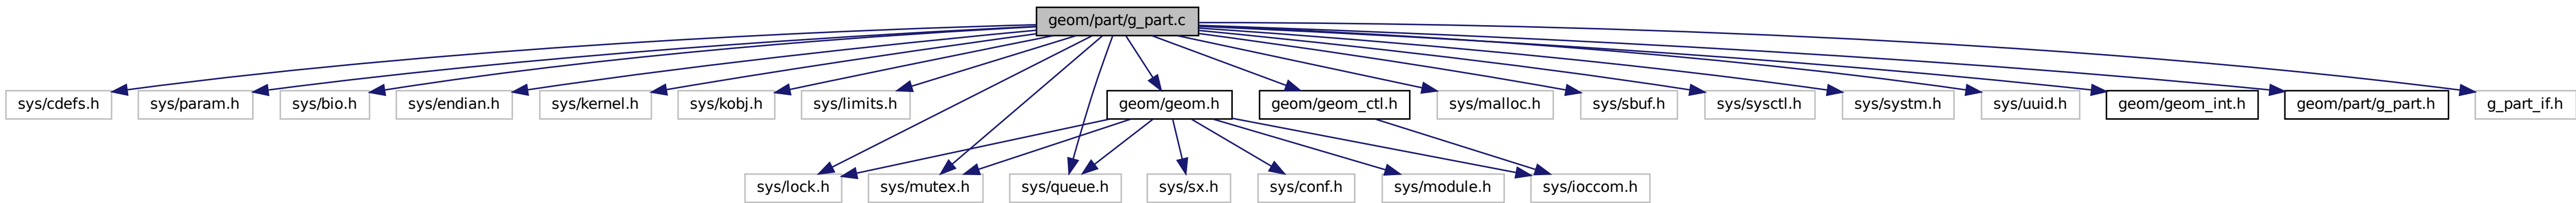 geom/part/g_part.c
sys/cdefs.h
sys/param.h
sys/bio.h
sys/endian.h
sys/kernel.h
sys/kobj.h
sys/limits.h
geom/geom.h
geom/geom_ctl.h
sys/malloc.h
sys/sbuf.h
sys/sysctl.h
sys/systm.h
sys/uuid.h
geom/geom_int.h
geom/part/g_part.h
g_part_if.h
sys/lock.h
sys/mutex.h
sys/queue.h
sys/sx.h
sys/conf.h
sys/module.h
sys/ioccom.h